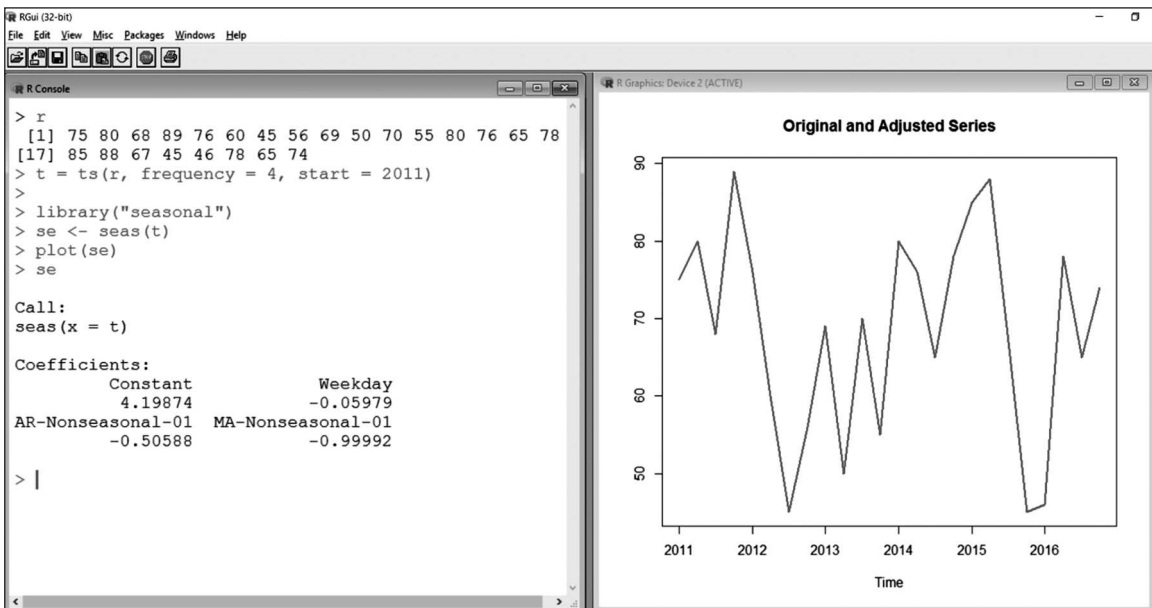 RGui (32-bit)
File Edit View Misc Packages Windows Help
R Console
> r
[1] 75 80 68 89 76 60 45 56 69 50 70 55 80 76 65 78
[17] 85 88 67 45 46 78 65 74
> t = ts(r, frequency = 4, start = 2011)
>
> library("seasonal")
> se <- seas(t)
> plot(se)
> se
Call:
seas(x = t)
Coefficients:
Constant Weekday
4.19874 -0.05979
AR-Nonseasonal-01 MA-Nonseasonal-01
-0.50588 -0.99992
> |
R Graphics: Device 2 (ACTIVE)
Original and Adjusted Series
90
80
70
60
50
2011 2012 2013 2014 2015 2016
Time